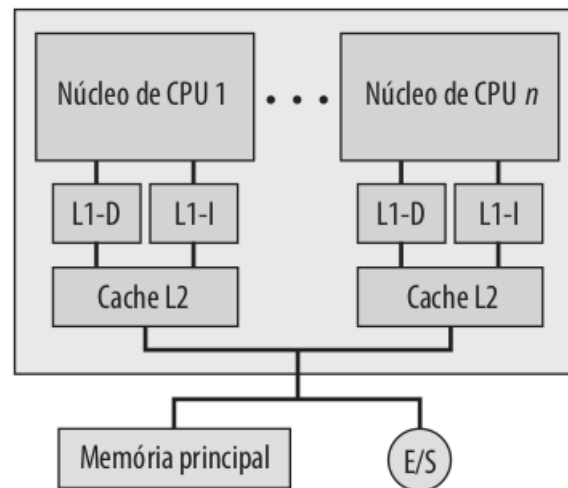 Núcleo de CPU 1
• • •
Núcleo de CPU n
L1-D
L1-I
L1-D
L1-I
Cache L2
Cache L2
Memória principal
E/S